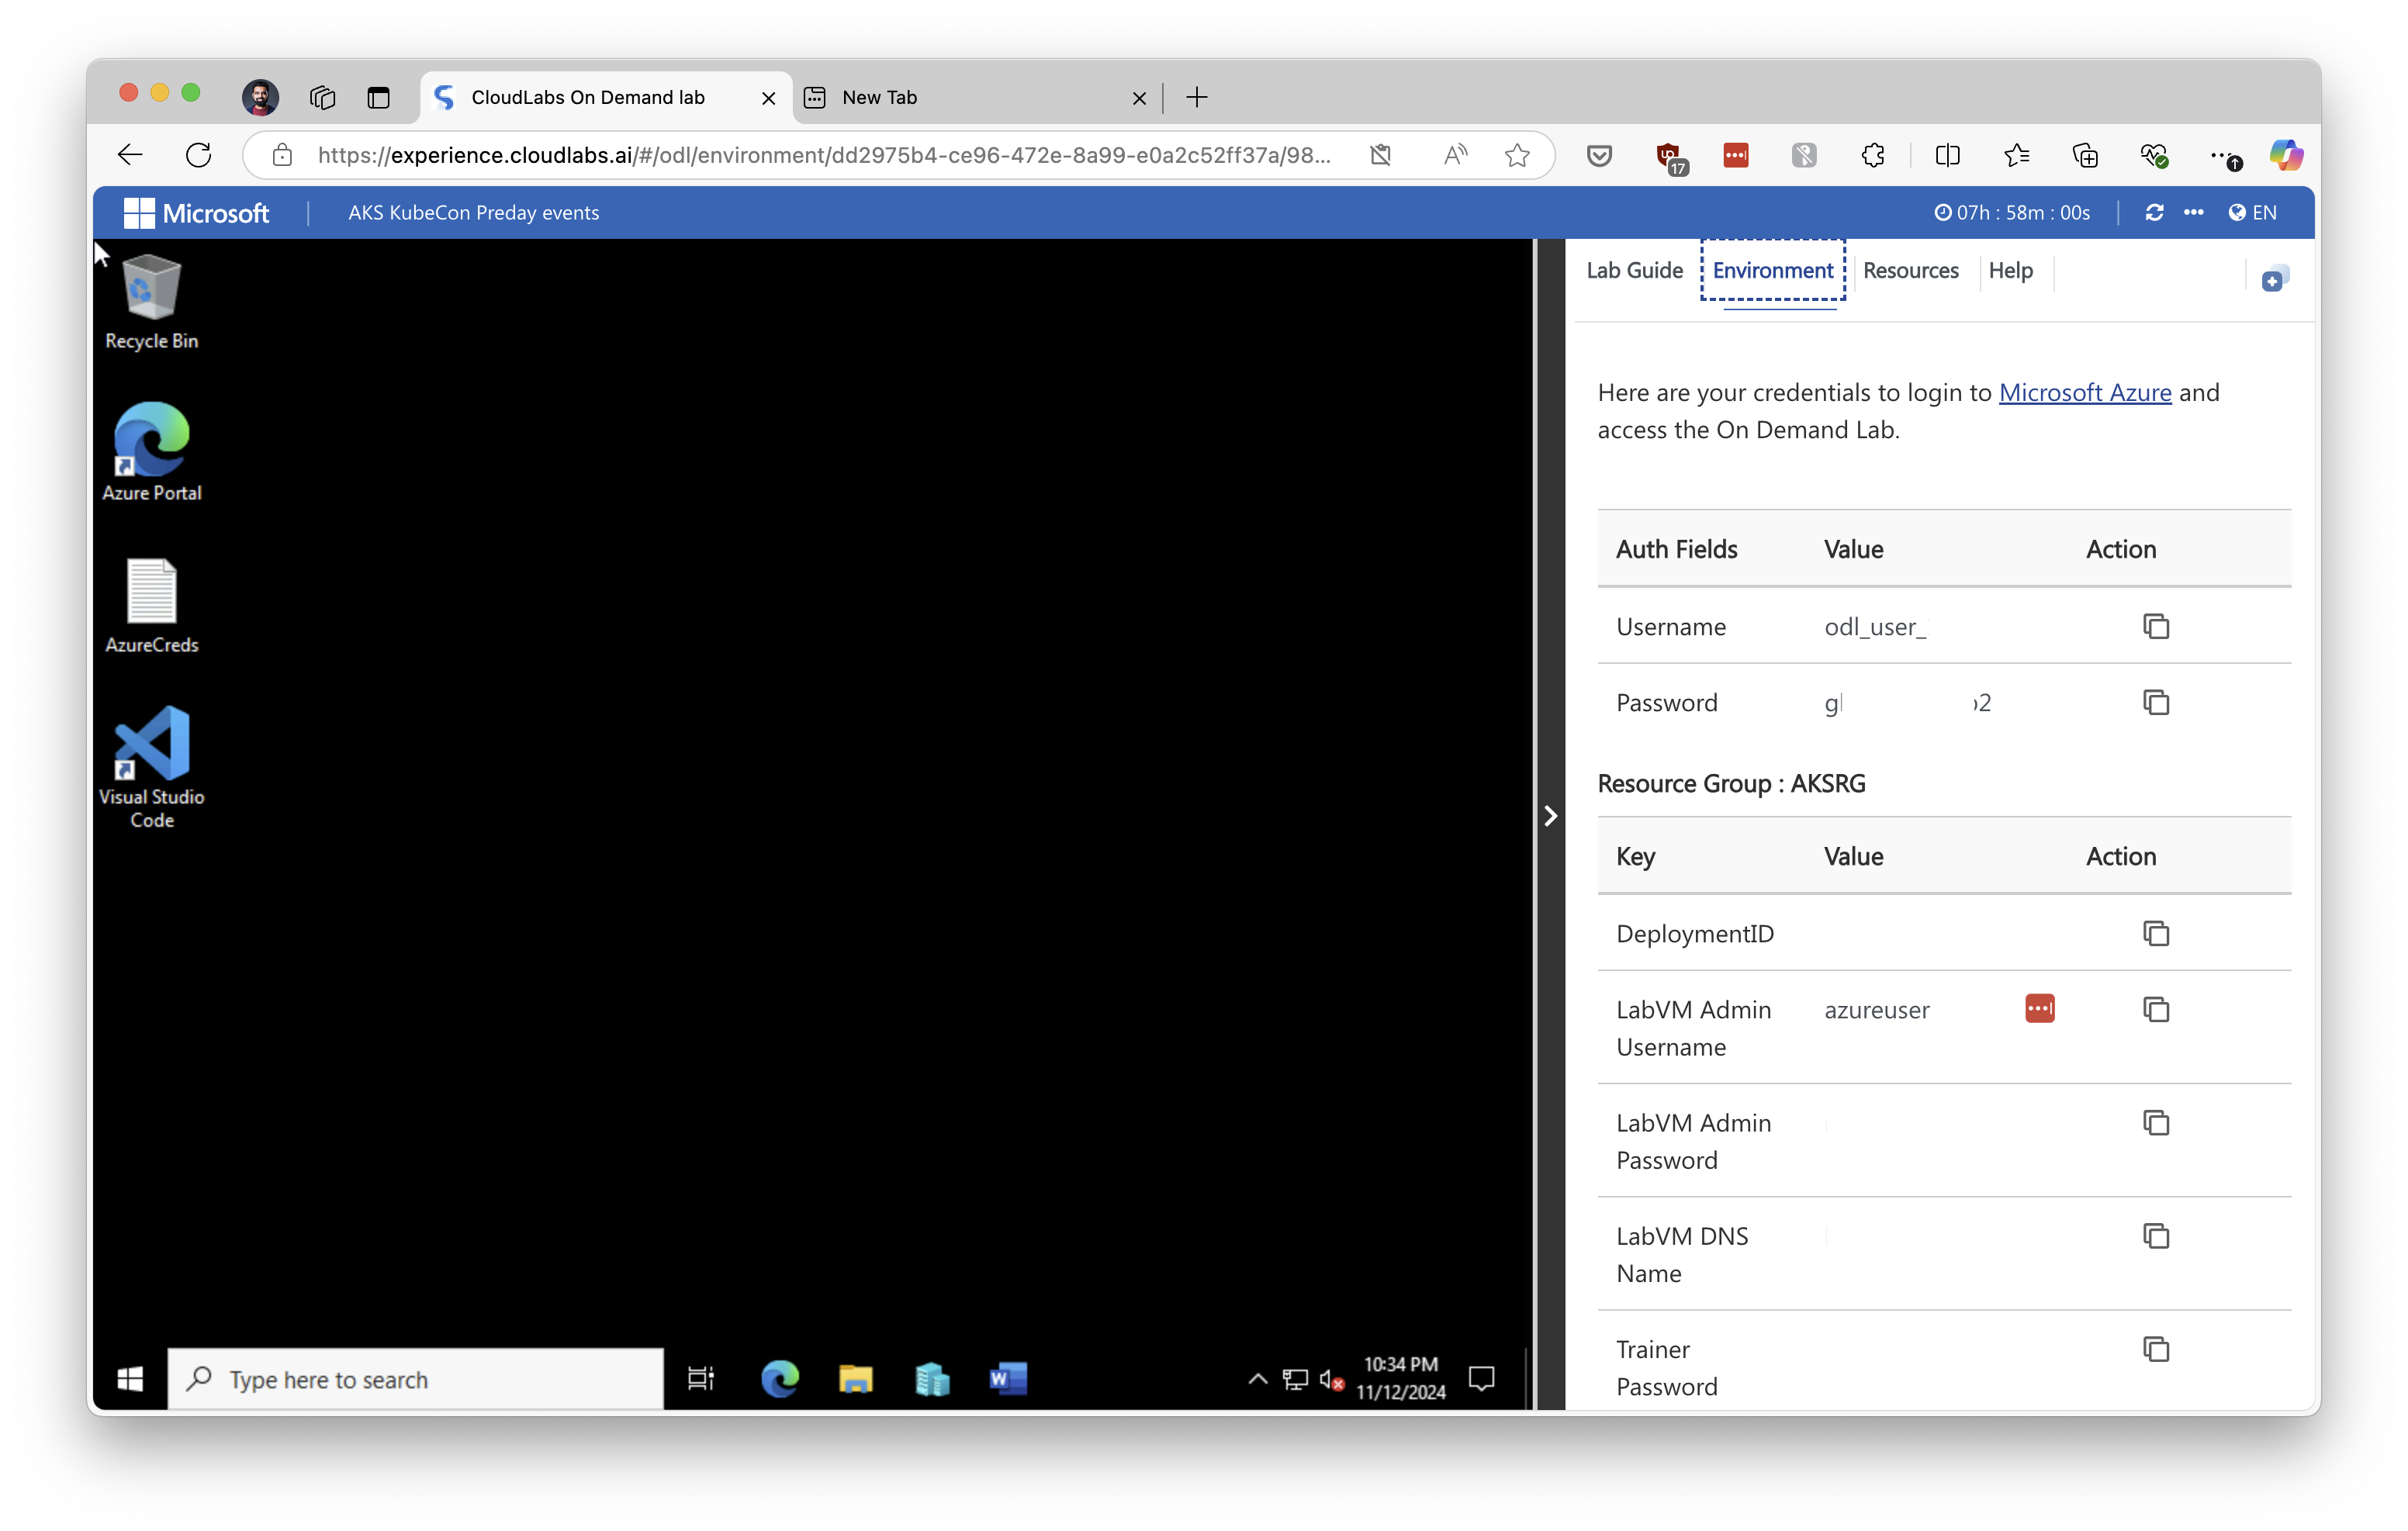 CloudLabs On Demand lab
New Tab
https://experience.cloudlabs.ai/#/odl/environment/dd2975b4-ce96-472e-8a99-e0a2c52ff37a/98...
17
Microsoft
AKS KubeCon Preday events
07h : 58m : 00s
EN
Recycle Bin
Azure Portal
AzureCreds
Visual Studio
Code
Type here to search
10:34 PM
11/12/2024
Lab Guide
Environment
Resources
Help
Here are your credentials to login to Microsoft Azure and
access the On Demand Lab.
Auth Fields Value Action
Username odl_user_
Password
Resource Group : AKSRG
Key Value Action
DeploymentID
LabVM Admin azureuser
Username
LabVM Admin
Password
LabVM DNS
Name
Trainer
Password